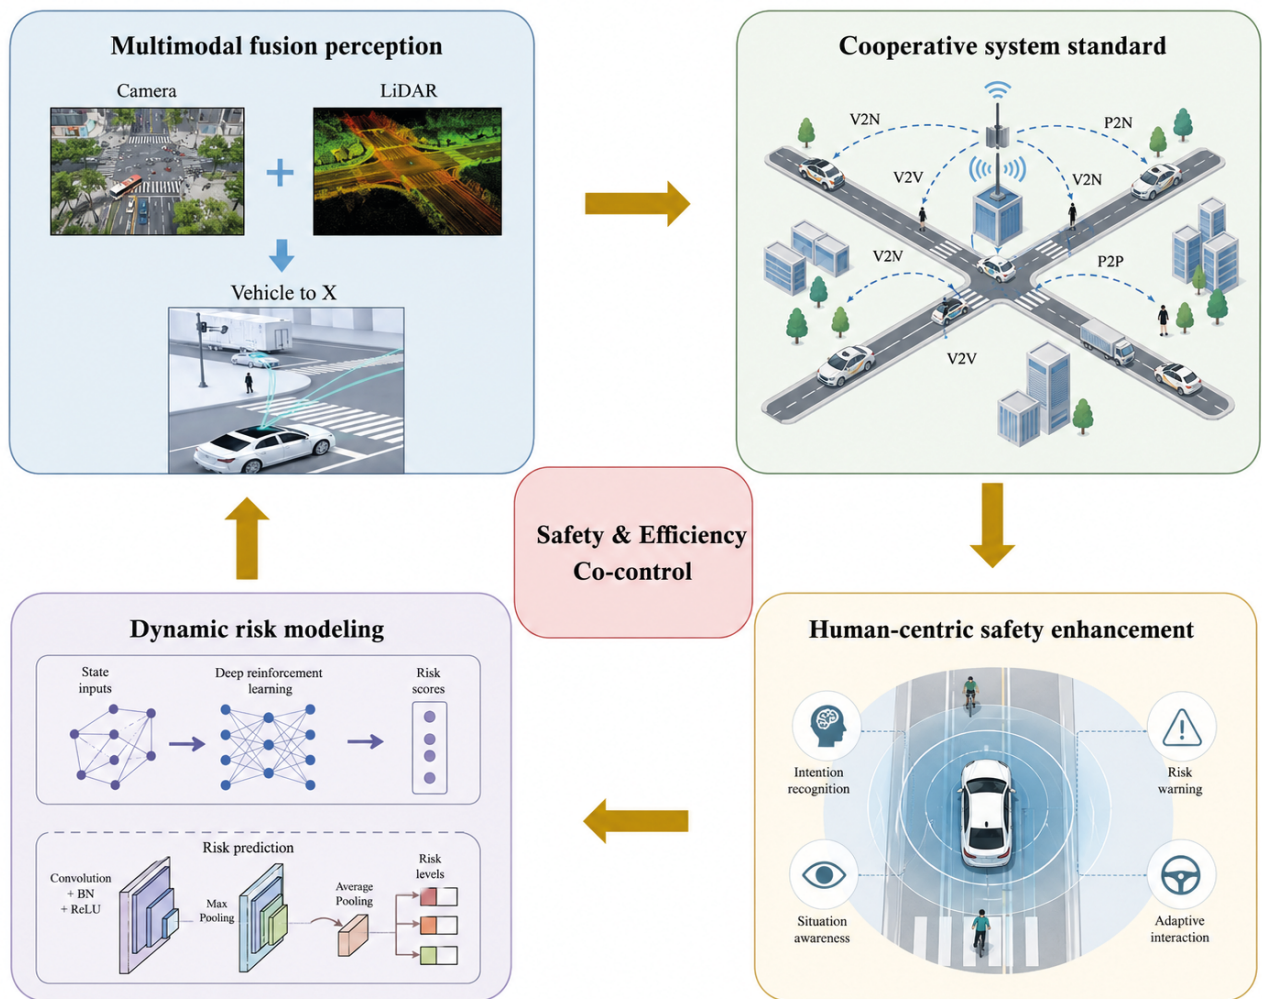 Multimodal fusion perception
Camera
LiDAR
Vehicle to X
Cooperative system standard
V2N
P2N
V2V
V2N
V2V
P2P
V2V
Safety & Efficiency
Co-control
Dynamic risk modeling
State
inputs
Deep reinforcement
learning
Risk
scores
Risk prediction
Convolution
+ BN
+ ReLU
Max
Pooling
Average
Pooling
Risk
levels
Human-centric safety enhancement
Intention
recognition
Risk
warning
Situation
awareness
Adaptive
interaction